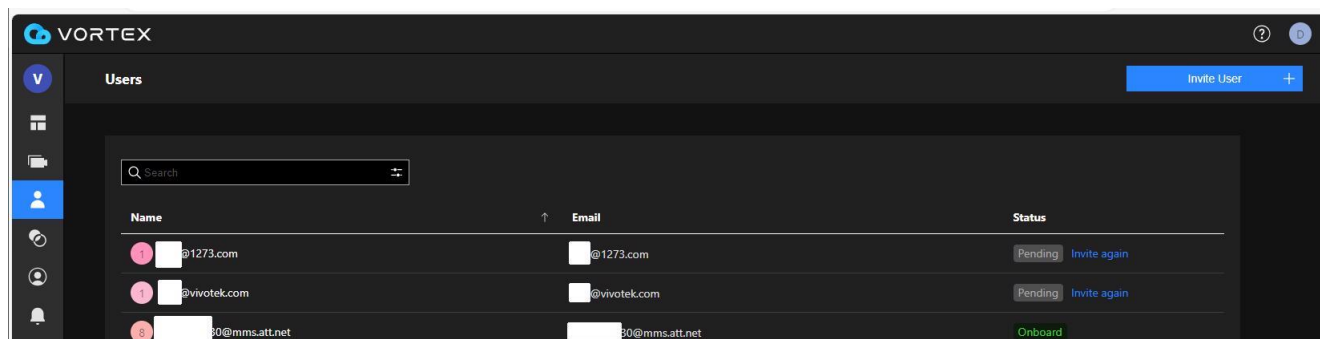 VORTEX
? D
V Users Invite User +
Search
Name ↑ Email Status
1 @1273.com @1273.com Pending Invite again
1 @vivotek.com @vivotek.com Pending Invite again
8 30@mms.att.net 30@mms.att.net Onboard